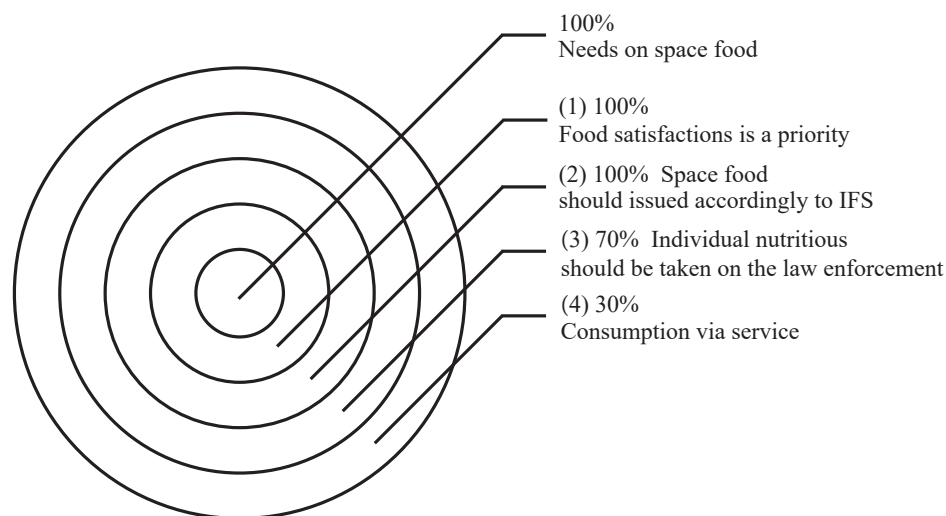 100%
Needs on space food
(1) 100%
Food satisfactions is a priority
(2) 100% Space food
should issued accordingly to IFS
(3) 70% Individual nutritious
should be taken on the law enforcement
(4) 30%
Consumption via service